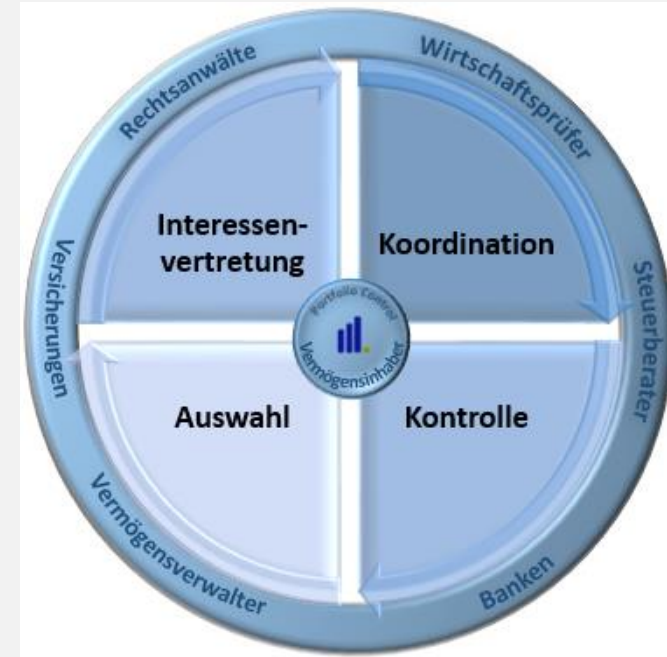 Rechtsanwälte
Wirtschaftsprüfer
Steuerberater
Banken
Vermögensverwalter
Versicherungen
Interessen-
vertretung
Koordination
Portfolio Control
Vermögensinhaber
Auswahl
Kontrolle